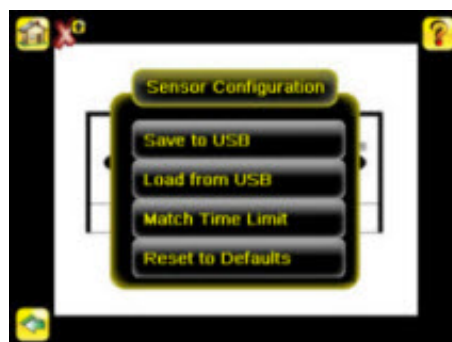 Sensor Configuration
Save to USB
Load from USB
Match Time Limit
Reset to Defaults